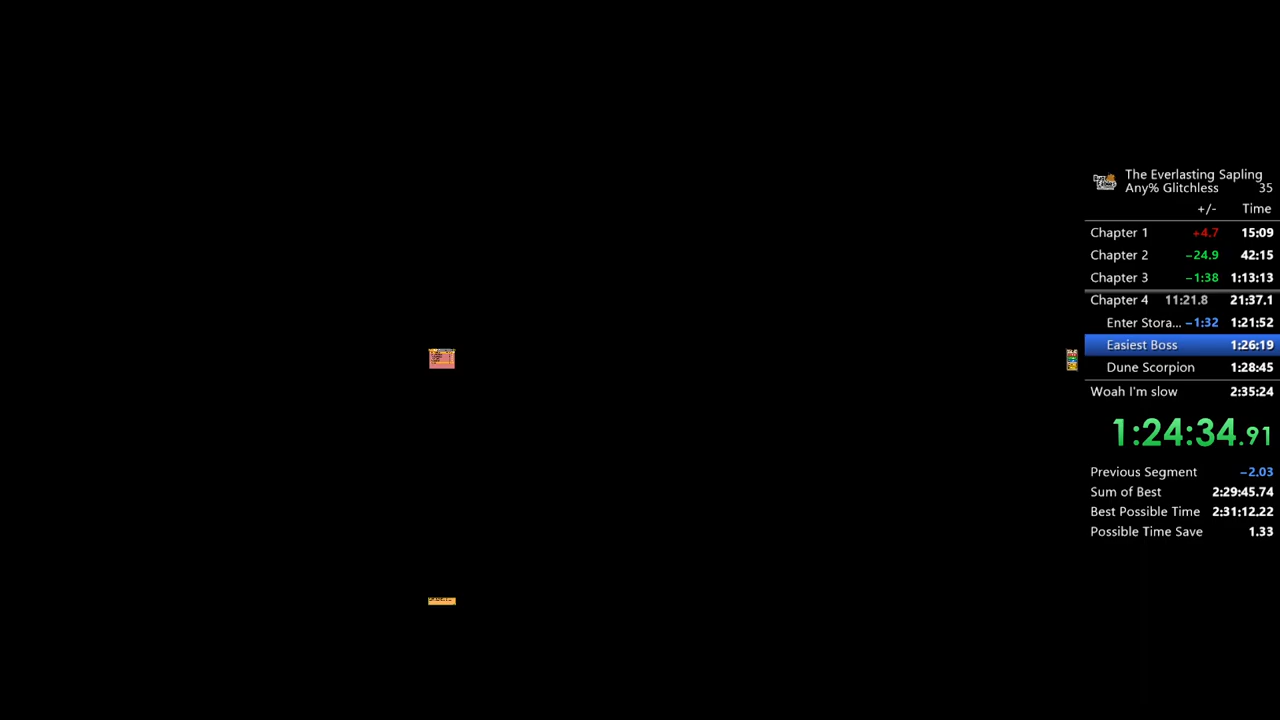 The Everlasting Sapling
Any% Glitchless 35
+/- Time
Chapter 1 +4.7 15:09
Chapter 2 −24.9 42:15
Chapter 3 −1:38 1:13:13
Chapter 4 11:21.8 21:37.1
Enter Stora... −1:32 1:21:52
Easiest Boss 1:26:19
Dune Scorpion 1:28:45
Woah I'm slow 2:35:24
1:24:34.91
Previous Segment −2.03
Sum of Best 2:29:45.74
Best Possible Time 2:31:12.22
Possible Time Save 1.33